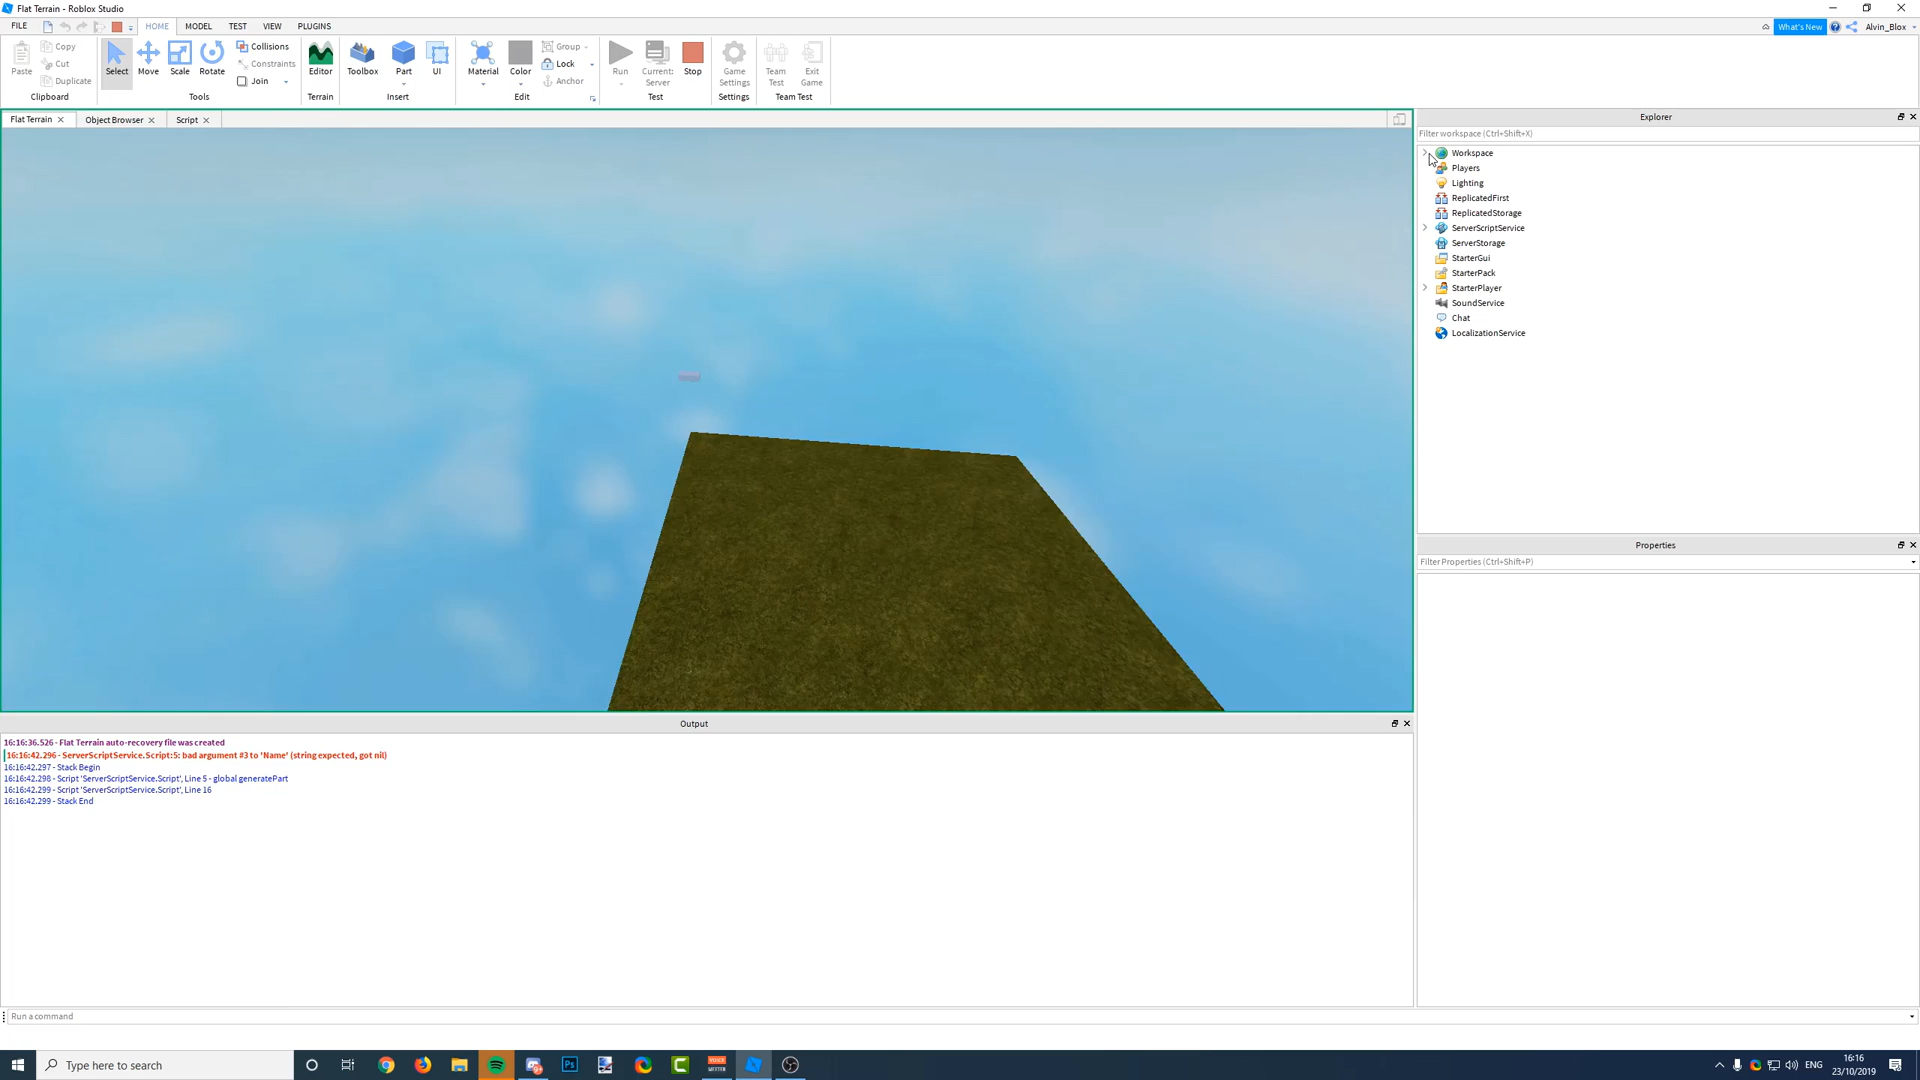 Flat Terrain - Roblox Studio
FILE HOME MODEL TEST VIEW PLUGINS What's New Alvin_Blox
Paste Copy Cut Duplicate Clipboard
Select Move Scale Rotate Collisions Constraints Join Tools
Editor Terrain
Toolbox Part UI Insert
Material Color Group Lock Anchor Edit
Run Current: Server Stop Test
Game Settings Settings
Team Test Exit Game Team Test
Flat Terrain Object Browser Script
Explorer
Filter workspace (Ctrl+Shift+X)
Workspace
Players
Lighting
ReplicatedFirst
ReplicatedStorage
ServerScriptService
ServerStorage
StarterGui
StarterPack
StarterPlayer
SoundService
Chat
LocalizationService
Properties
Filter Properties (Ctrl+Shift+P)
Output
16:16:36.526 - Flat Terrain auto-recovery file was created
16:16:42.296 - ServerScriptService.Script:5: bad argument #3 to 'Name' (string expected, got nil)
16:16:42.297 - Stack Begin
16:16:42.298 - Script 'ServerScriptService.Script', Line 5 - global generatePart
16:16:42.299 - Script 'ServerScriptService.Script', Line 16
16:16:42.299 - Stack End
Run a command
Type here to search
Ps
ENG
16:16
23/10/2019